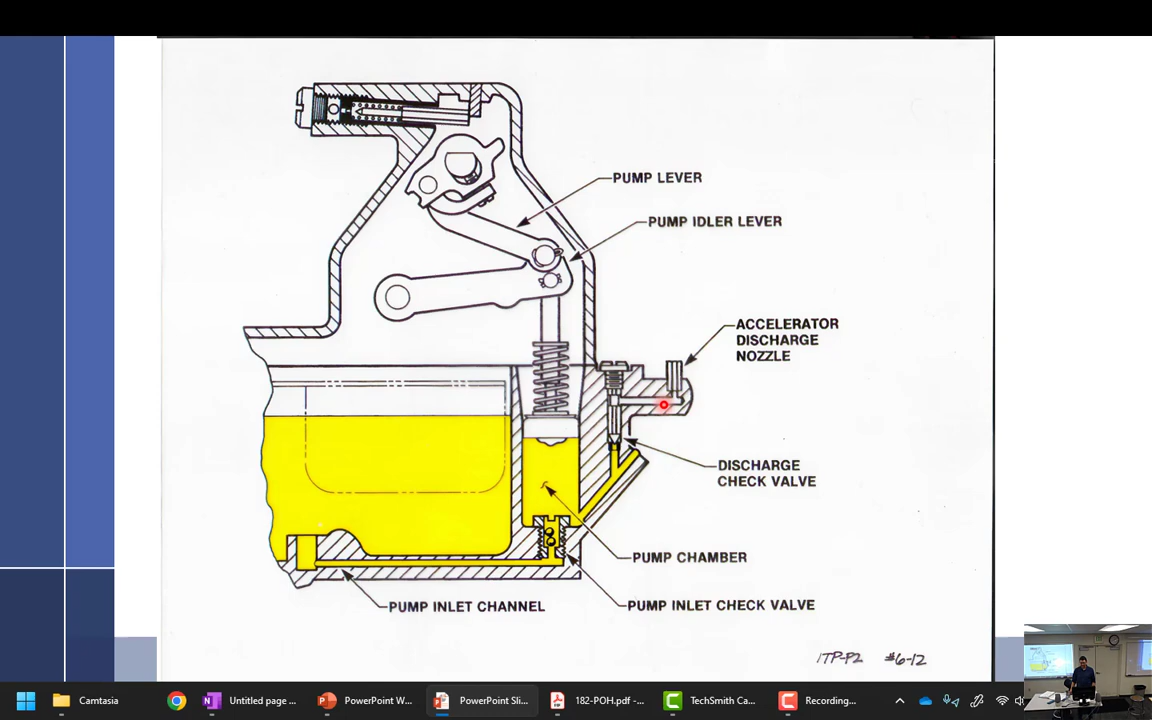 PUMP LEVER
PUMP IDLER LEVER
ACCELERATOR
DISCHARGE
NOZZLE
DISCHARGE
CHECK VALVE
PUMP CHAMBER
PUMP INLET CHANNEL
PUMP INLET CHECK VALVE
ITP-P2 #6-12
Camtasia
Untitled page ...
PowerPoint W...
PowerPoint Sli...
182-POH.pdf -...
TechSmith Ca...
Recording...